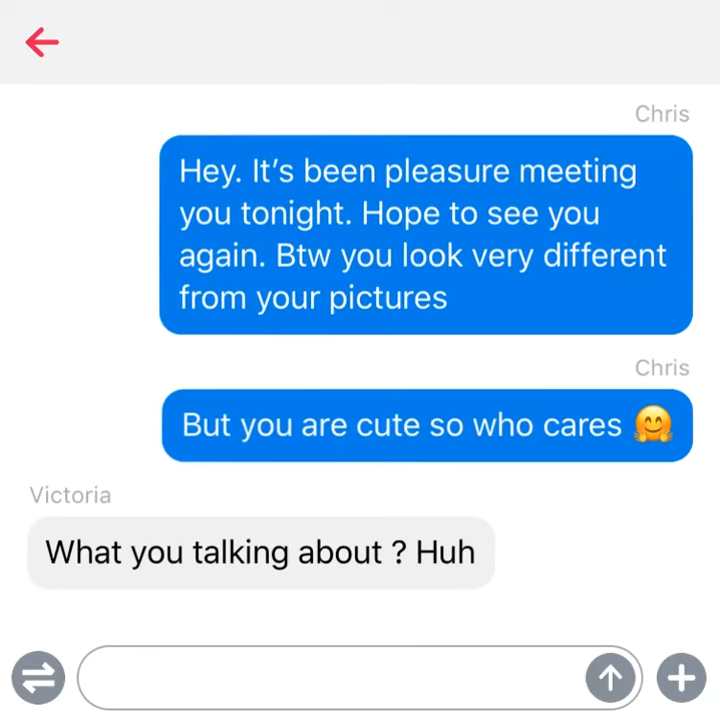 Chris
Hey. It's been pleasure meeting
you tonight. Hope to see you
again. Btw you look very different
from your pictures
Chris
But you are cute so who cares 🤗
Victoria
What you talking about ? Huh